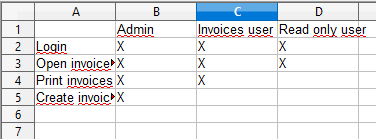 A B C D
1 Admin Invoices user Read only user
2 Login X X X
3 Open invoice X X X
4 Print invoices X X
5 Create invoic X
6
7